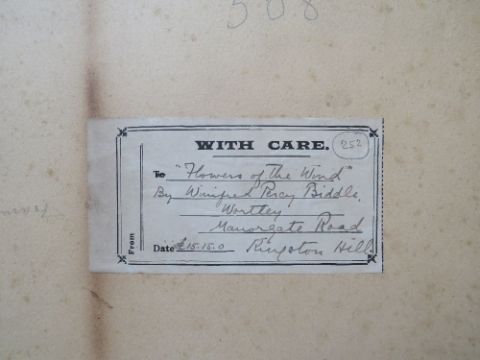 508
WITH CARE.
252
To "Flowers of the Wind"
By Winifred Percy Biddle.
Wortley
Manorgate Road
Kingston Hill.
From
Date £15.15.0